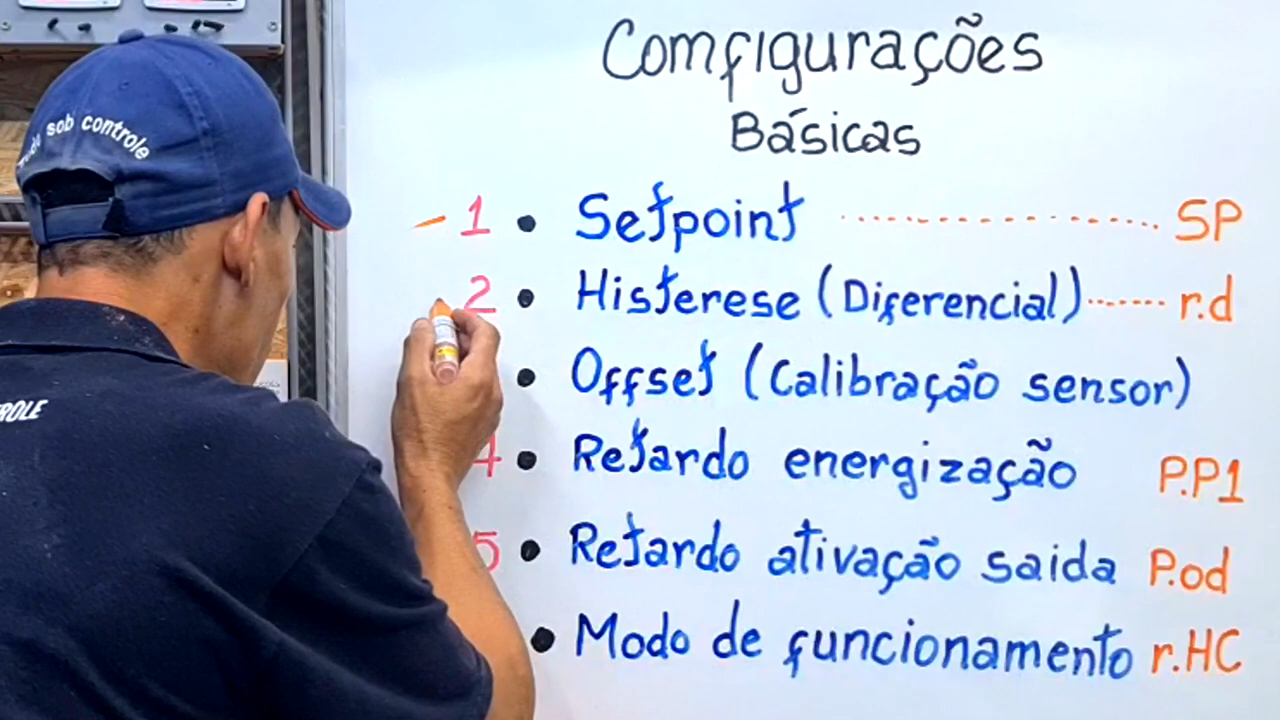 Comfigurações
Básicas
sob controle
1 • Setpoint ................ SP
2 • Histerese (Diferencial) ....... r.d
• Offset (Calibração sensor)
4 • Retardo energização P.P1
5 • Retardo ativação saida P.od
• Modo de funcionamento r.HC